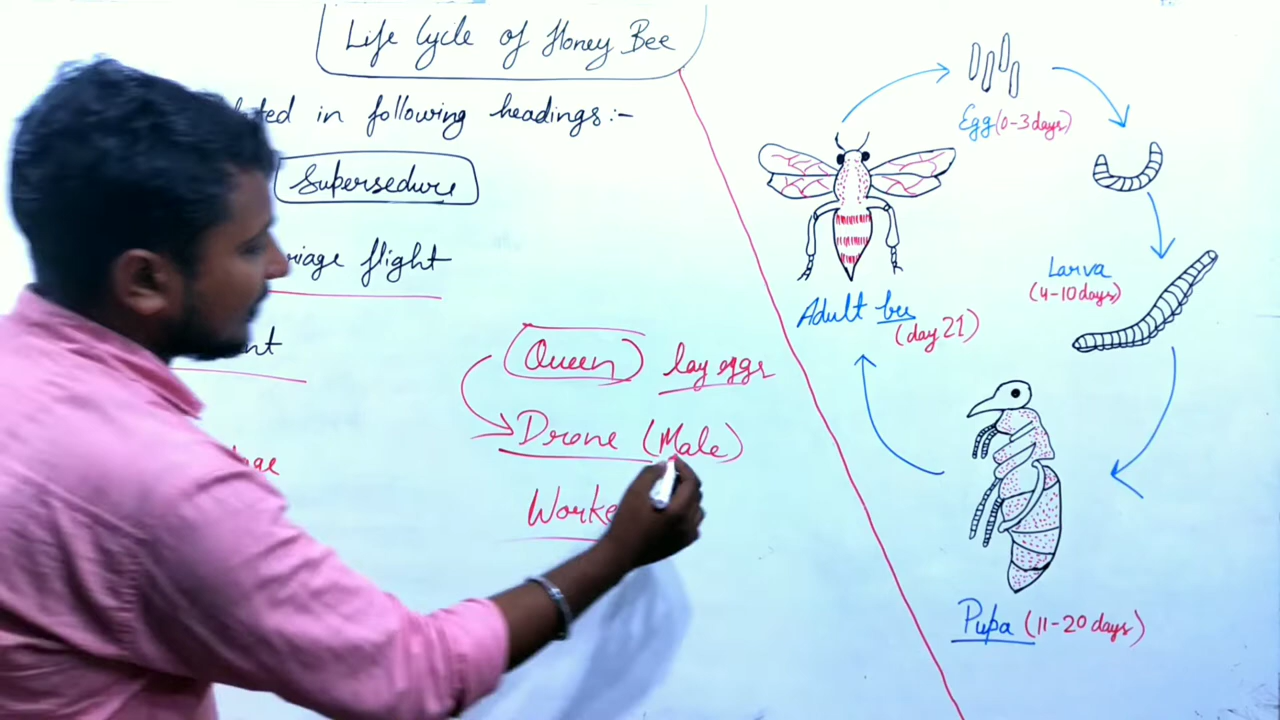 Life Cycle of Honey Bee
in following headings:-
Supersedure
flight
Queen lay eggs
Drone (Male)
Egg (0-3 days)
Larva
(4-10 days)
Pupa (11-20 days)
Adult bee
(day 21)